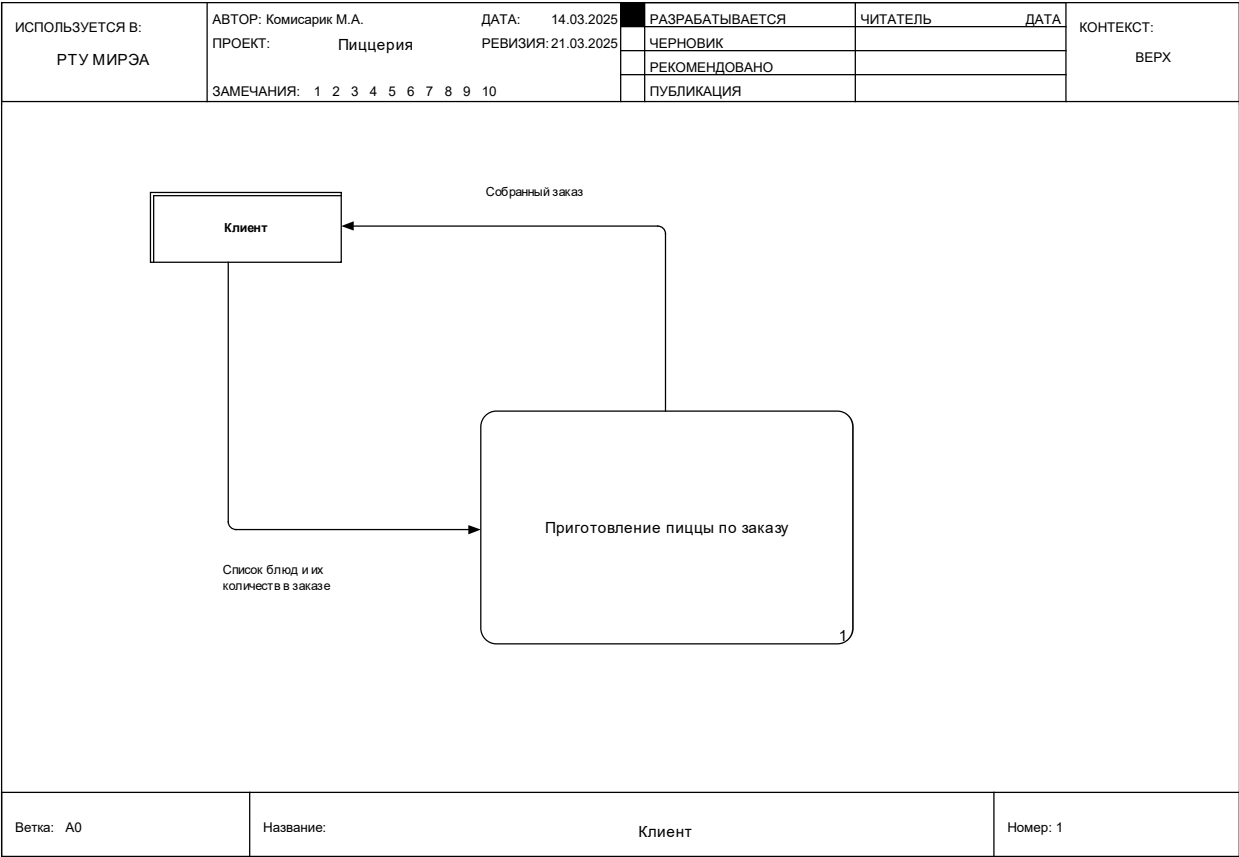 ИСПОЛЬЗУЕТСЯ В:
РТУ МИРЭА
АВТОР: Комисарик М.А.
ДАТА: 14.03.2025
ПРОЕКТ: Пиццерия
РЕВИЗИЯ: 21.03.2025
ЗАМЕЧАНИЯ: 1 2 3 4 5 6 7 8 9 10
РАЗРАБАТЫВАЕТСЯ
ЧЕРНОВИК
РЕКОМЕНДОВАНО
ПУБЛИКАЦИЯ
ЧИТАТЕЛЬ ДАТА
КОНТЕКСТ:
ВЕРХ
Собранный заказ
Клиент
Приготовление пиццы по заказу
1
Список блюд и их
количеств в заказе
Ветка: A0
Название: Клиент
Номер: 1